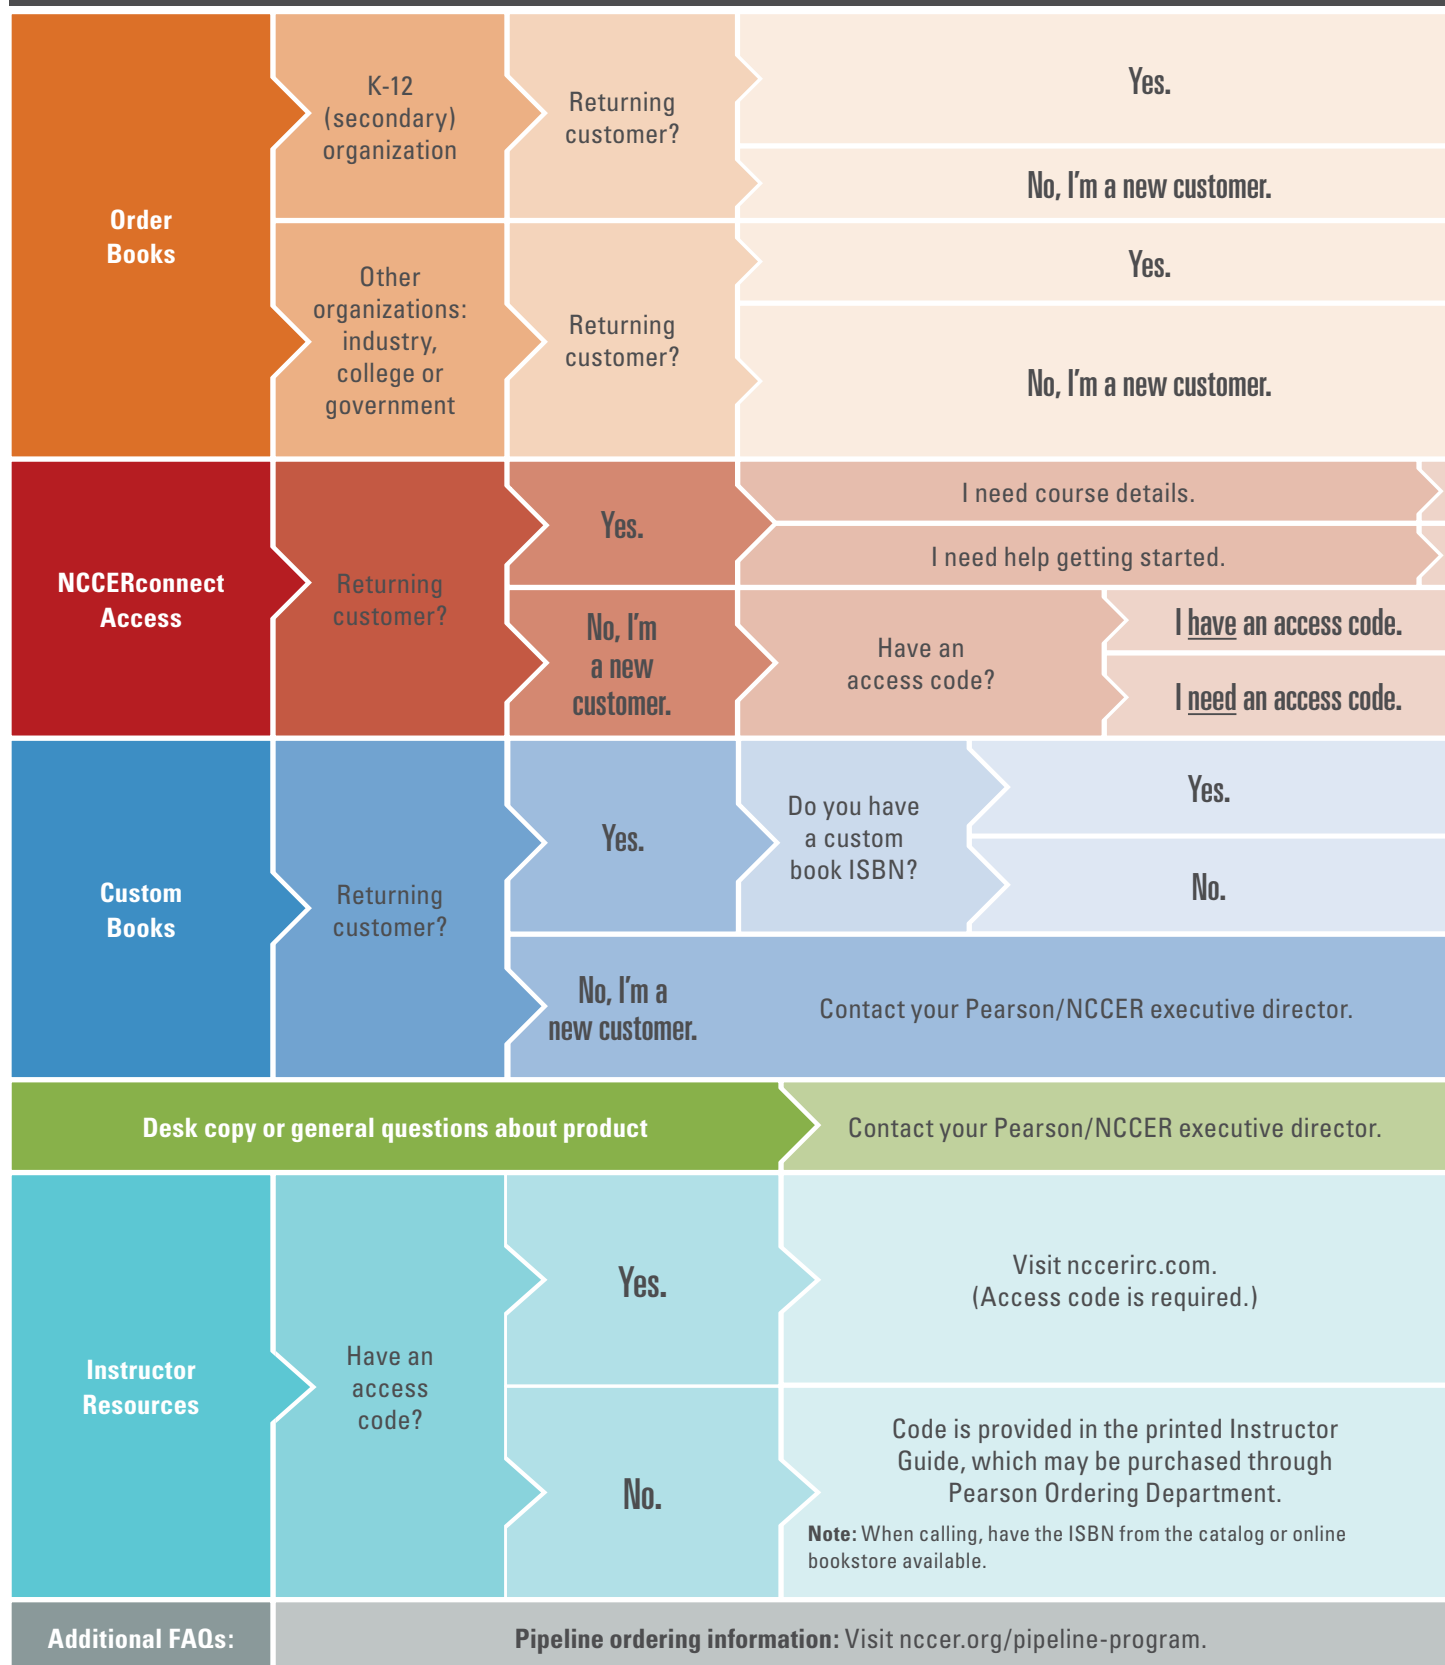 Order
Books
K-12
(secondary)
organization
Returning
customer?
Yes.
No, I'm a new customer.
Other
organizations:
industry,
college or
government
Returning
customer?
Yes.
No, I'm a new customer.
NCCERconnect
Access
Returning
customer?
Yes.
I need course details.
I need help getting started.
No, I'm
a new
customer.
Have an
access code?
I have an access code.
I need an access code.
Custom
Books
Returning
customer?
Yes.
Do you have
a custom
book ISBN?
Yes.
No.
No, I'm a
new customer.
Contact your Pearson/NCCER executive director.
Desk copy or general questions about product
Contact your Pearson/NCCER executive director.
Instructor
Resources
Have an
access
code?
Yes.
Visit nccerirc.com.
(Access code is required.)
No.
Code is provided in the printed Instructor
Guide, which may be purchased through
Pearson Ordering Department.
Note: When calling, have the ISBN from the catalog or online
bookstore available.
Additional FAQs:
Pipeline ordering information: Visit nccer.org/pipeline-program.